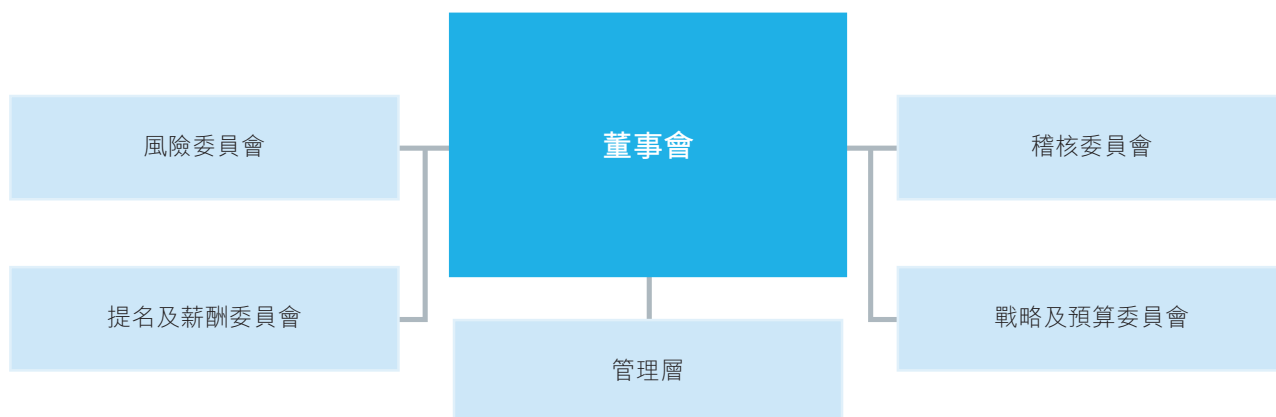 董事會
風險委員會
稽核委員會
提名及薪酬委員會
戰略及預算委員會
管理層